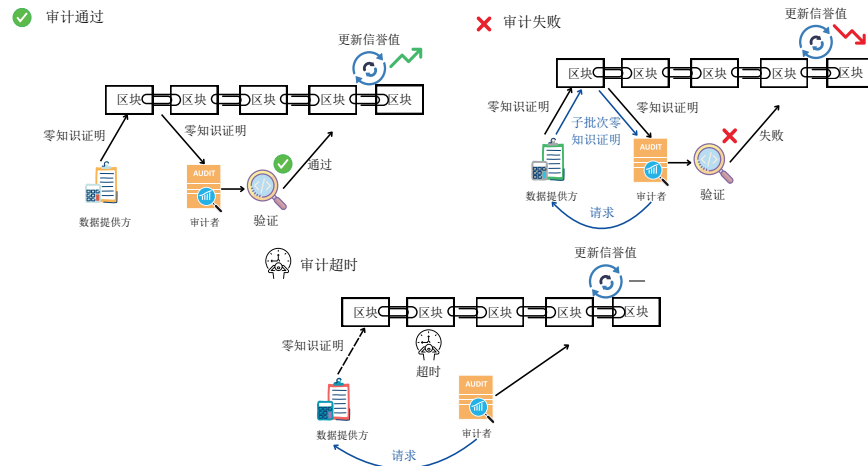 审计通过
更新信誉值
区块 区块 区块 区块 区块
零知识证明
零知识证明
AUDIT
通过
数据提供方
审计者
验证
审计失败
更新信誉值
区块 区块 区块 区块 区块
零知识证明
零知识证明
子批次零
知识证明
AUDIT
失败
数据提供方
审计者
验证
请求
审计超时
更新信誉值
区块 区块 区块 区块 区块
零知识证明
超时
AUDIT
数据提供方
审计者
请求